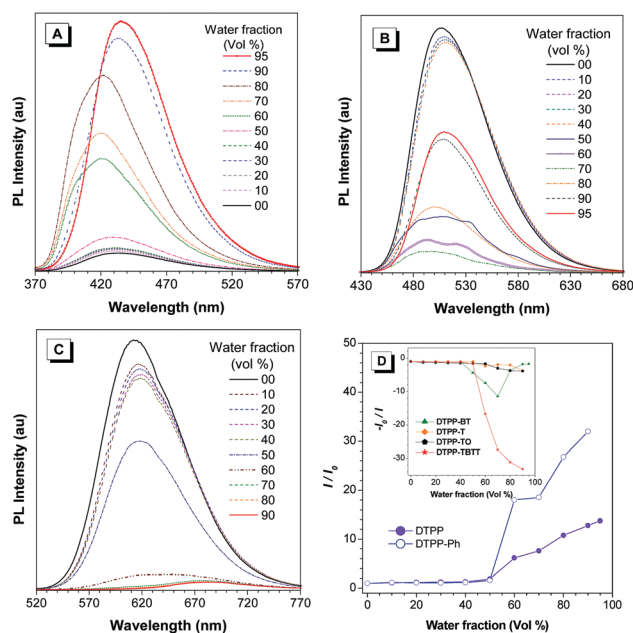 A
Water fraction
(Vol %)
95
90
80
70
60
50
40
30
20
10
00
PL Intensity (au)
370 420 470 520 570
Wavelength (nm)
B
Water fraction
(Vol %)
00
10
20
30
40
50
60
70
80
90
95
PL Intensity (au)
430 480 530 580 630 680
Wavelength (nm)
C
Water fraction
(vol %)
00
10
20
30
40
50
60
70
80
90
PL Intensity (au)
520 570 620 670 720 770
Wavelength (nm)
D
0
-10
-20
-30
-I0 / I
DTPP-BT
DTPP-T
DTPP-TO
DTPP-TBTT
0 20 40 60 80 100
Water fraction (Vol %)
50
40
30
20
10
0
I / I0
DTPP
DTPP-Ph
0 20 40 60 80 100
Water fraction (Vol %)